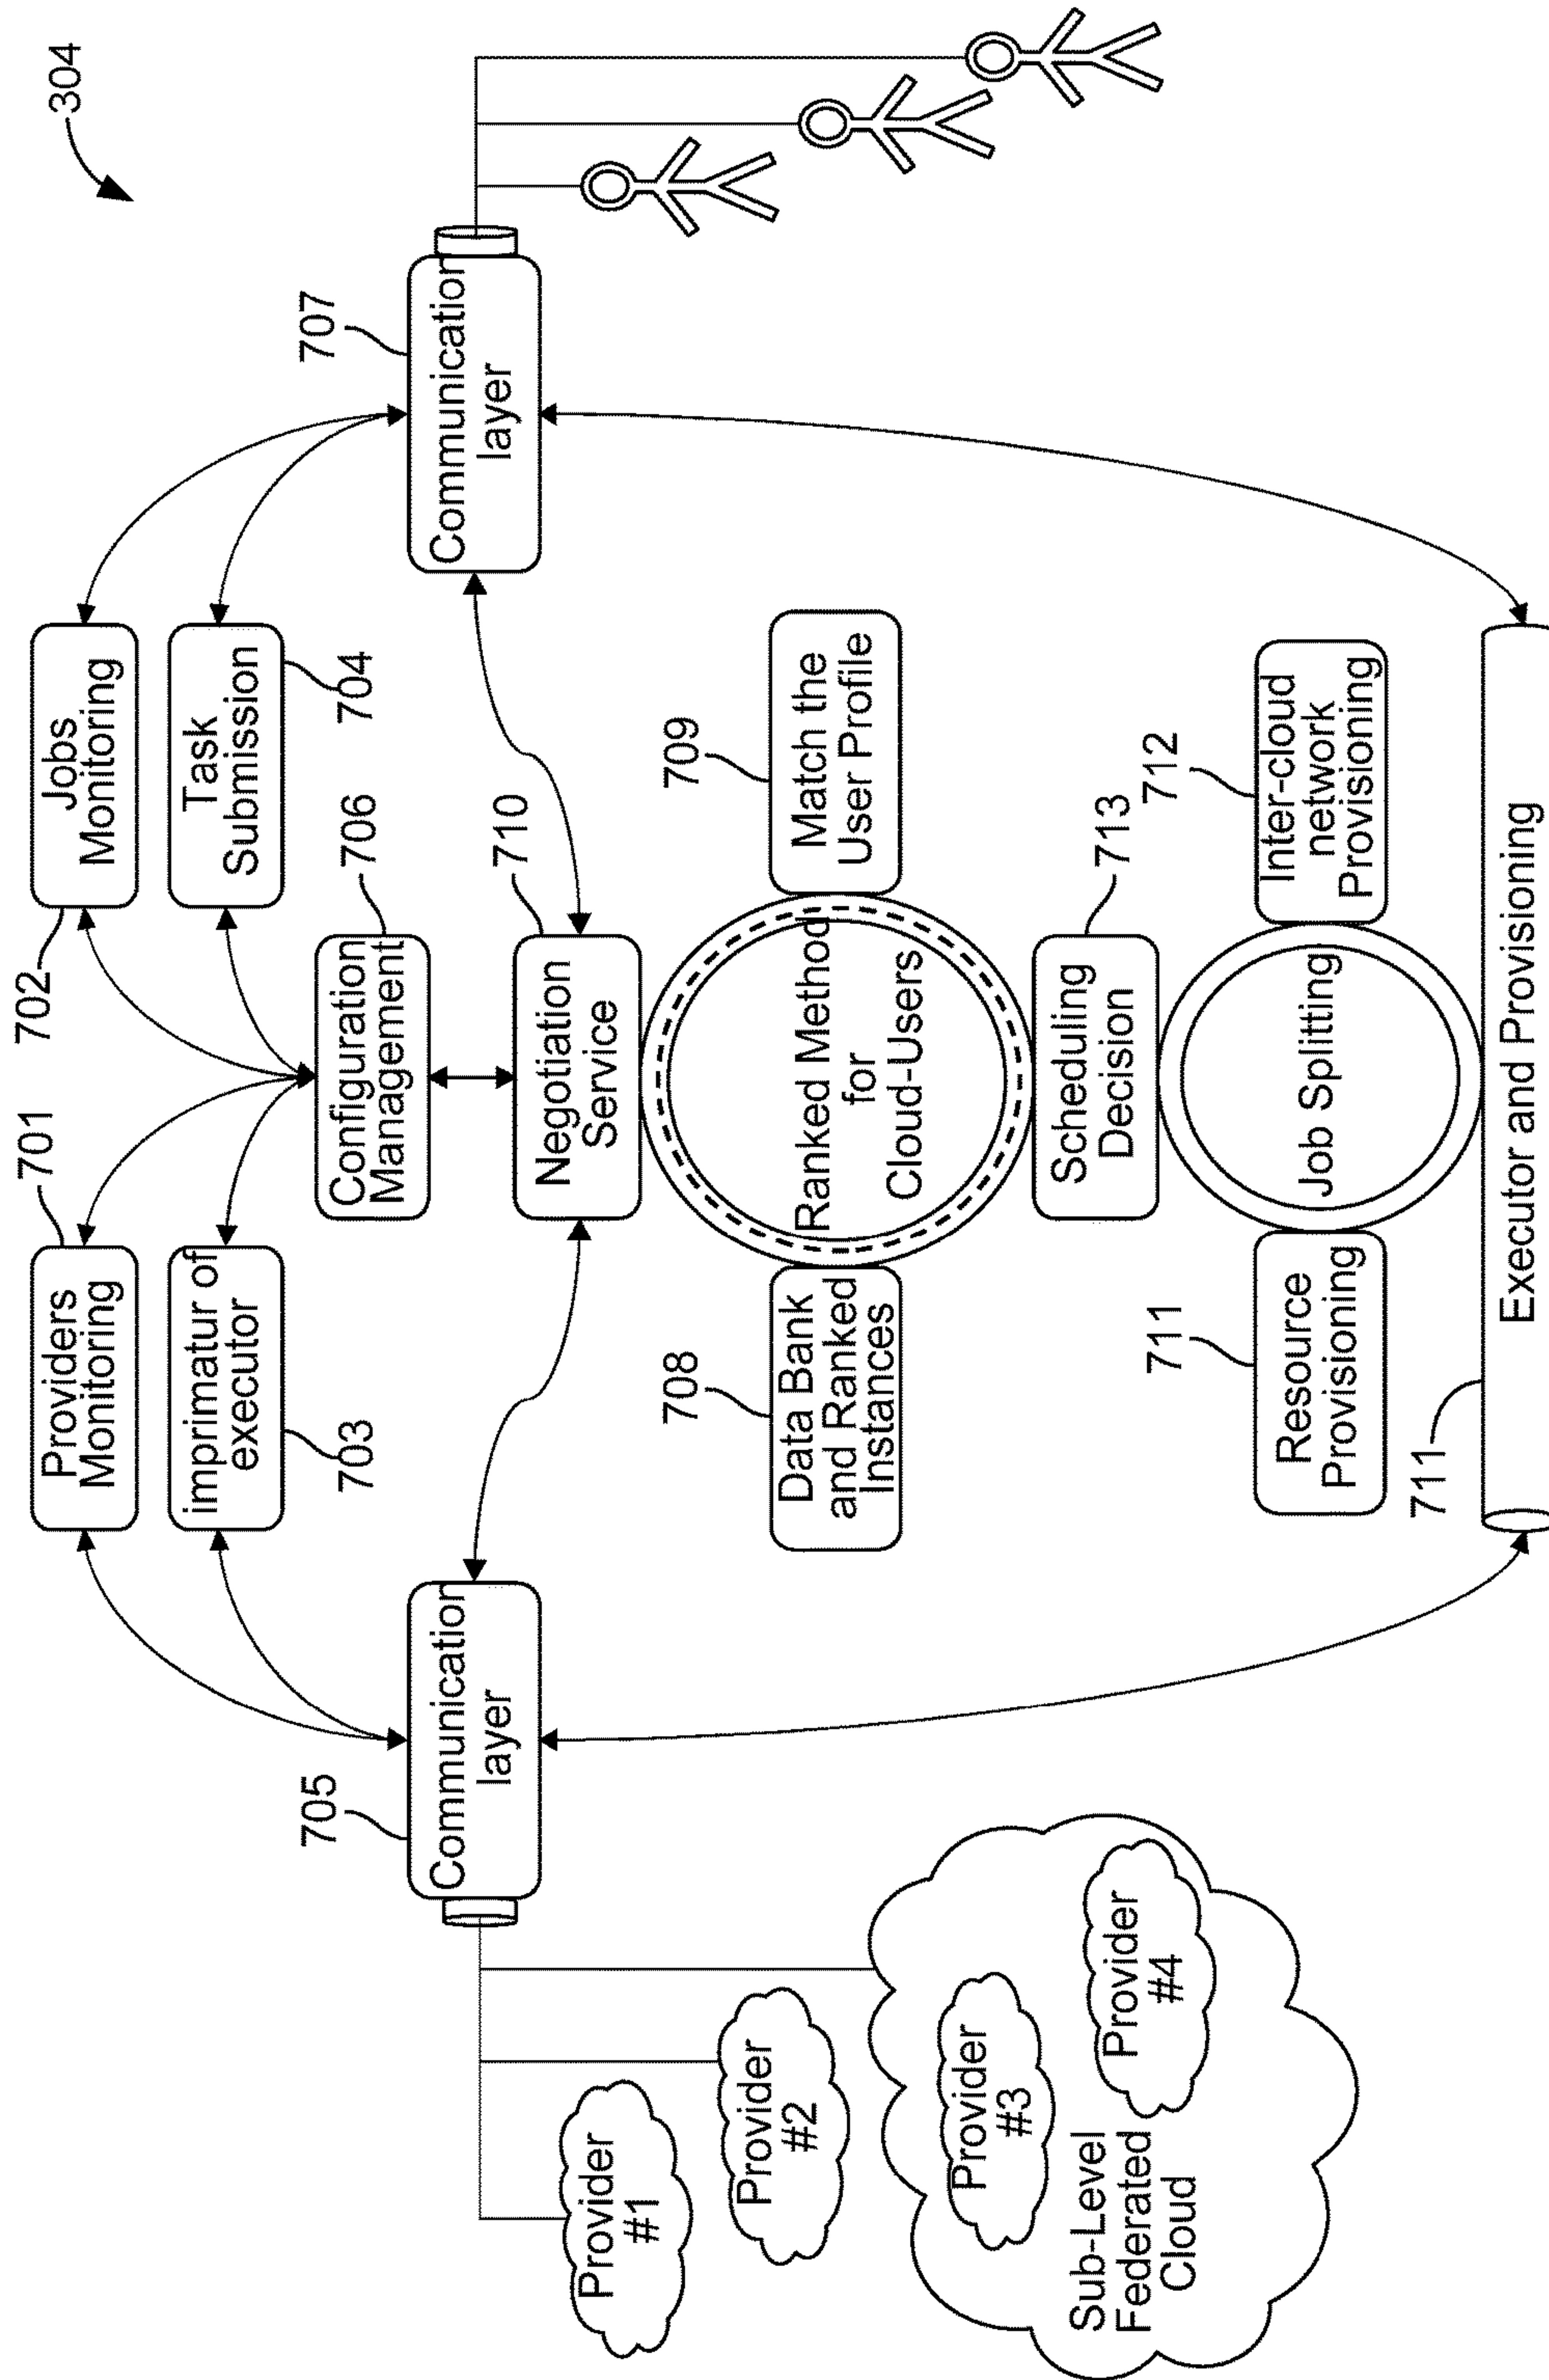 304
701
Providers
Monitoring
702
Jobs
Monitoring
703
imprimatur of
executor
704
Task
Submission
706
Configuration
Management
705
Communication
layer
707
Communication
layer
710
Negotiation
Service
Provider
#1
Provider
#2
Provider
#3
Provider
#4
Sub-Level
Federated
Cloud
708
Data Bank
and Ranked
Instances
Ranked Method
for
Cloud-Users
709
Match the
User Profile
713
Scheduling
Decision
711
Resource
Provisioning
Job Splitting
712
Inter-cloud
network
Provisioning
711
Executor and Provisioning